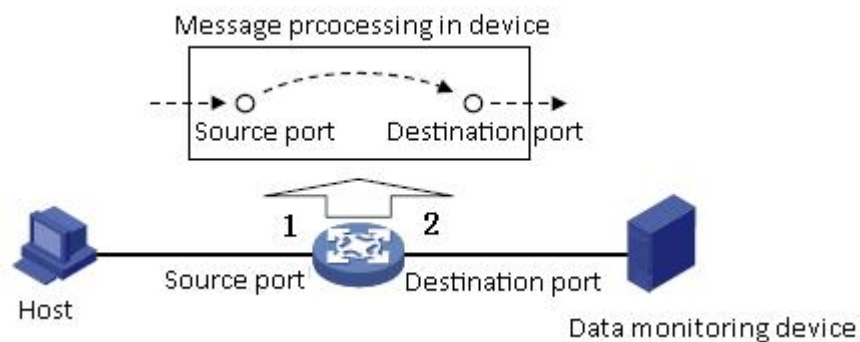 Message prcocessing in device
Source port
Destination port
1
2
Source port
Destination port
Host
Data monitoring device